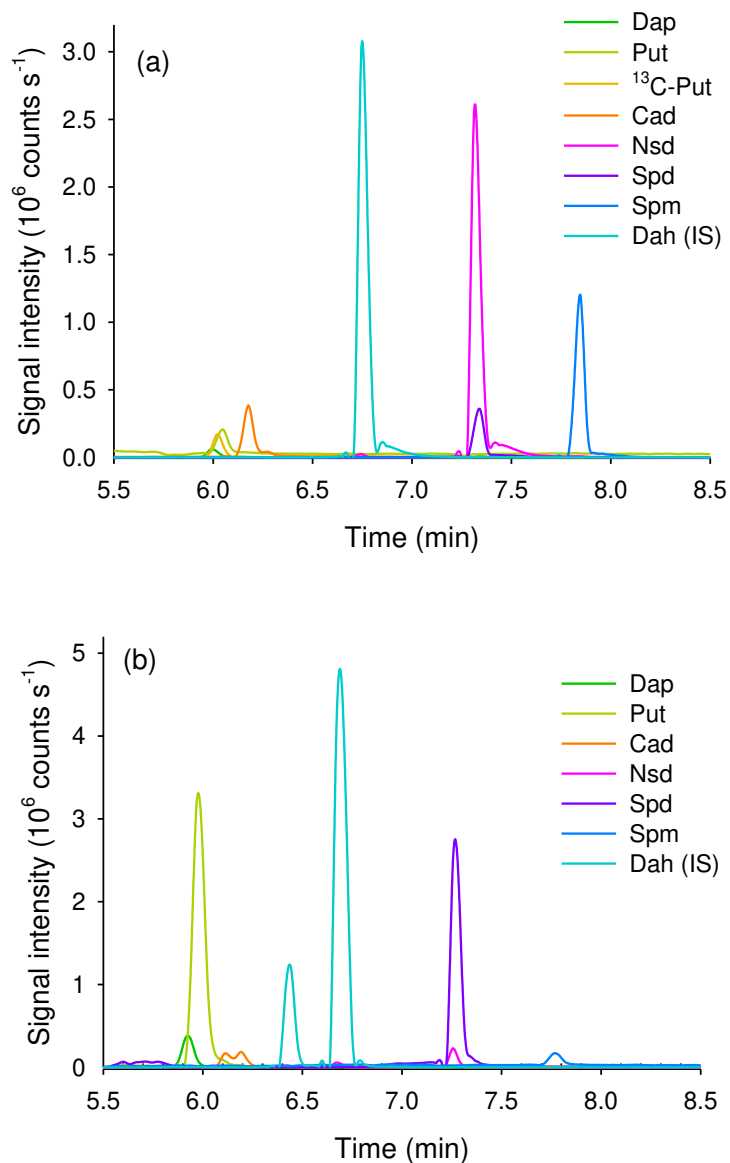 (a)
Dap
Put
¹³C-Put
Cad
Nsd
Spd
Spm
Dah (IS)
Signal intensity (10⁶ counts s⁻¹)
3.0
2.5
2.0
1.5
1.0
0.5
0.0
5.5 6.0 6.5 7.0 7.5 8.0 8.5
Time (min)
(b)
Dap
Put
Cad
Nsd
Spd
Spm
Dah (IS)
Signal intensity (10⁶ counts s⁻¹)
5
4
3
2
1
0
5.5 6.0 6.5 7.0 7.5 8.0 8.5
Time (min)